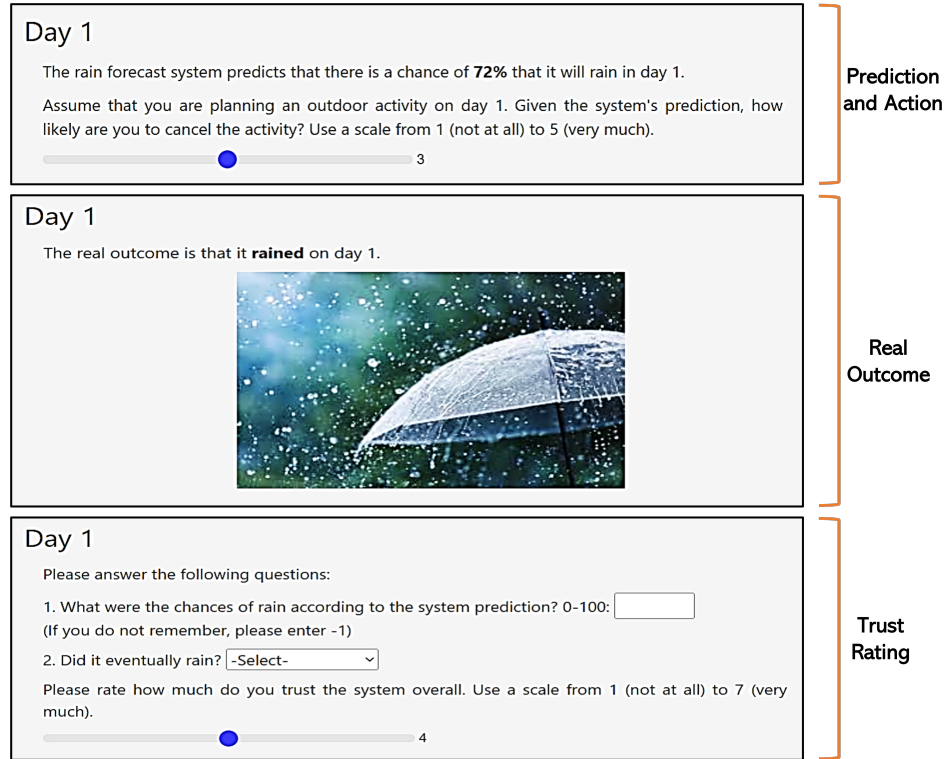 Day 1
The rain forecast system predicts that there is a chance of 72% that it will rain in day 1.
Assume that you are planning an outdoor activity on day 1. Given the system's prediction, how
likely are you to cancel the activity? Use a scale from 1 (not at all) to 5 (very much).
3
Prediction
and Action
Day 1
The real outcome is that it rained on day 1.
Real
Outcome
Day 1
Please answer the following questions:
1. What were the chances of rain according to the system prediction? 0-100:
(If you do not remember, please enter -1)
2. Did it eventually rain? -Select-
Please rate how much do you trust the system overall. Use a scale from 1 (not at all) to 7 (very
much).
4
Trust
Rating